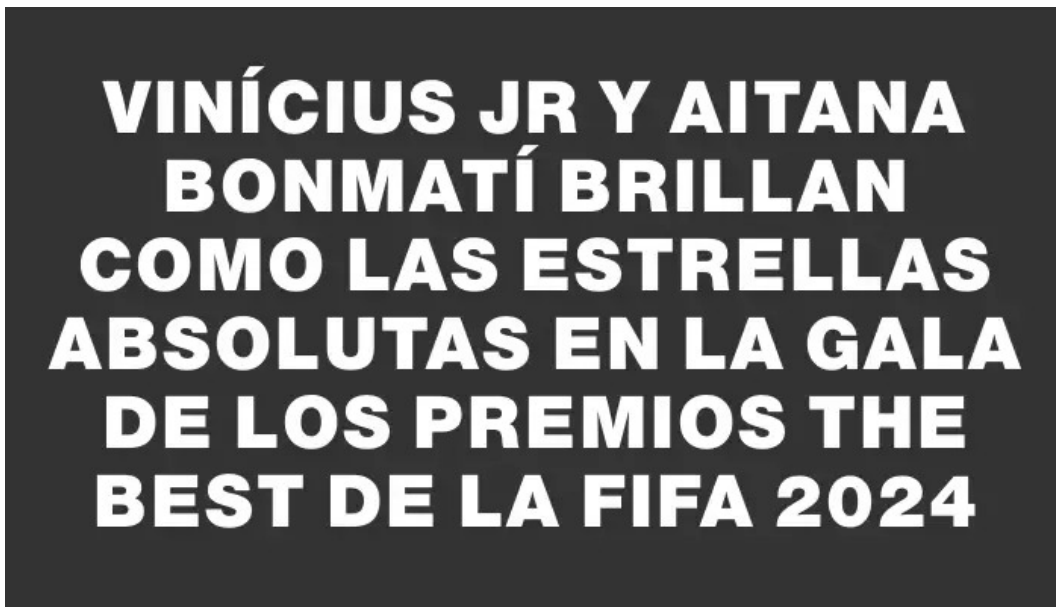 VINÍCIUS JR Y AITANA
BONMATÍ BRILLAN
COMO LAS ESTRELLAS
ABSOLUTAS EN LA GALA
DE LOS PREMIOS THE
BEST DE LA FIFA 2024